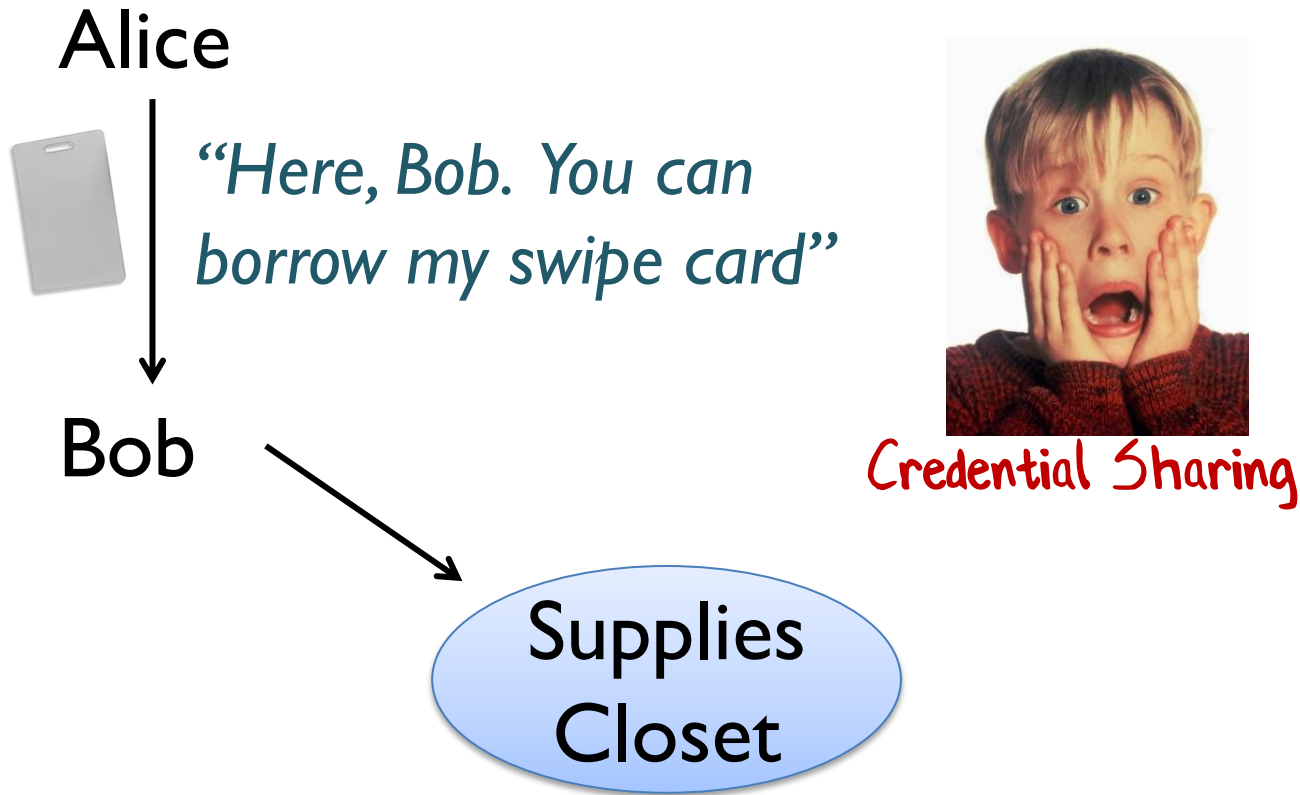 Alice
“Here, Bob. You can
borrow my swipe card”
Bob
Credential Sharing
Supplies
Closet